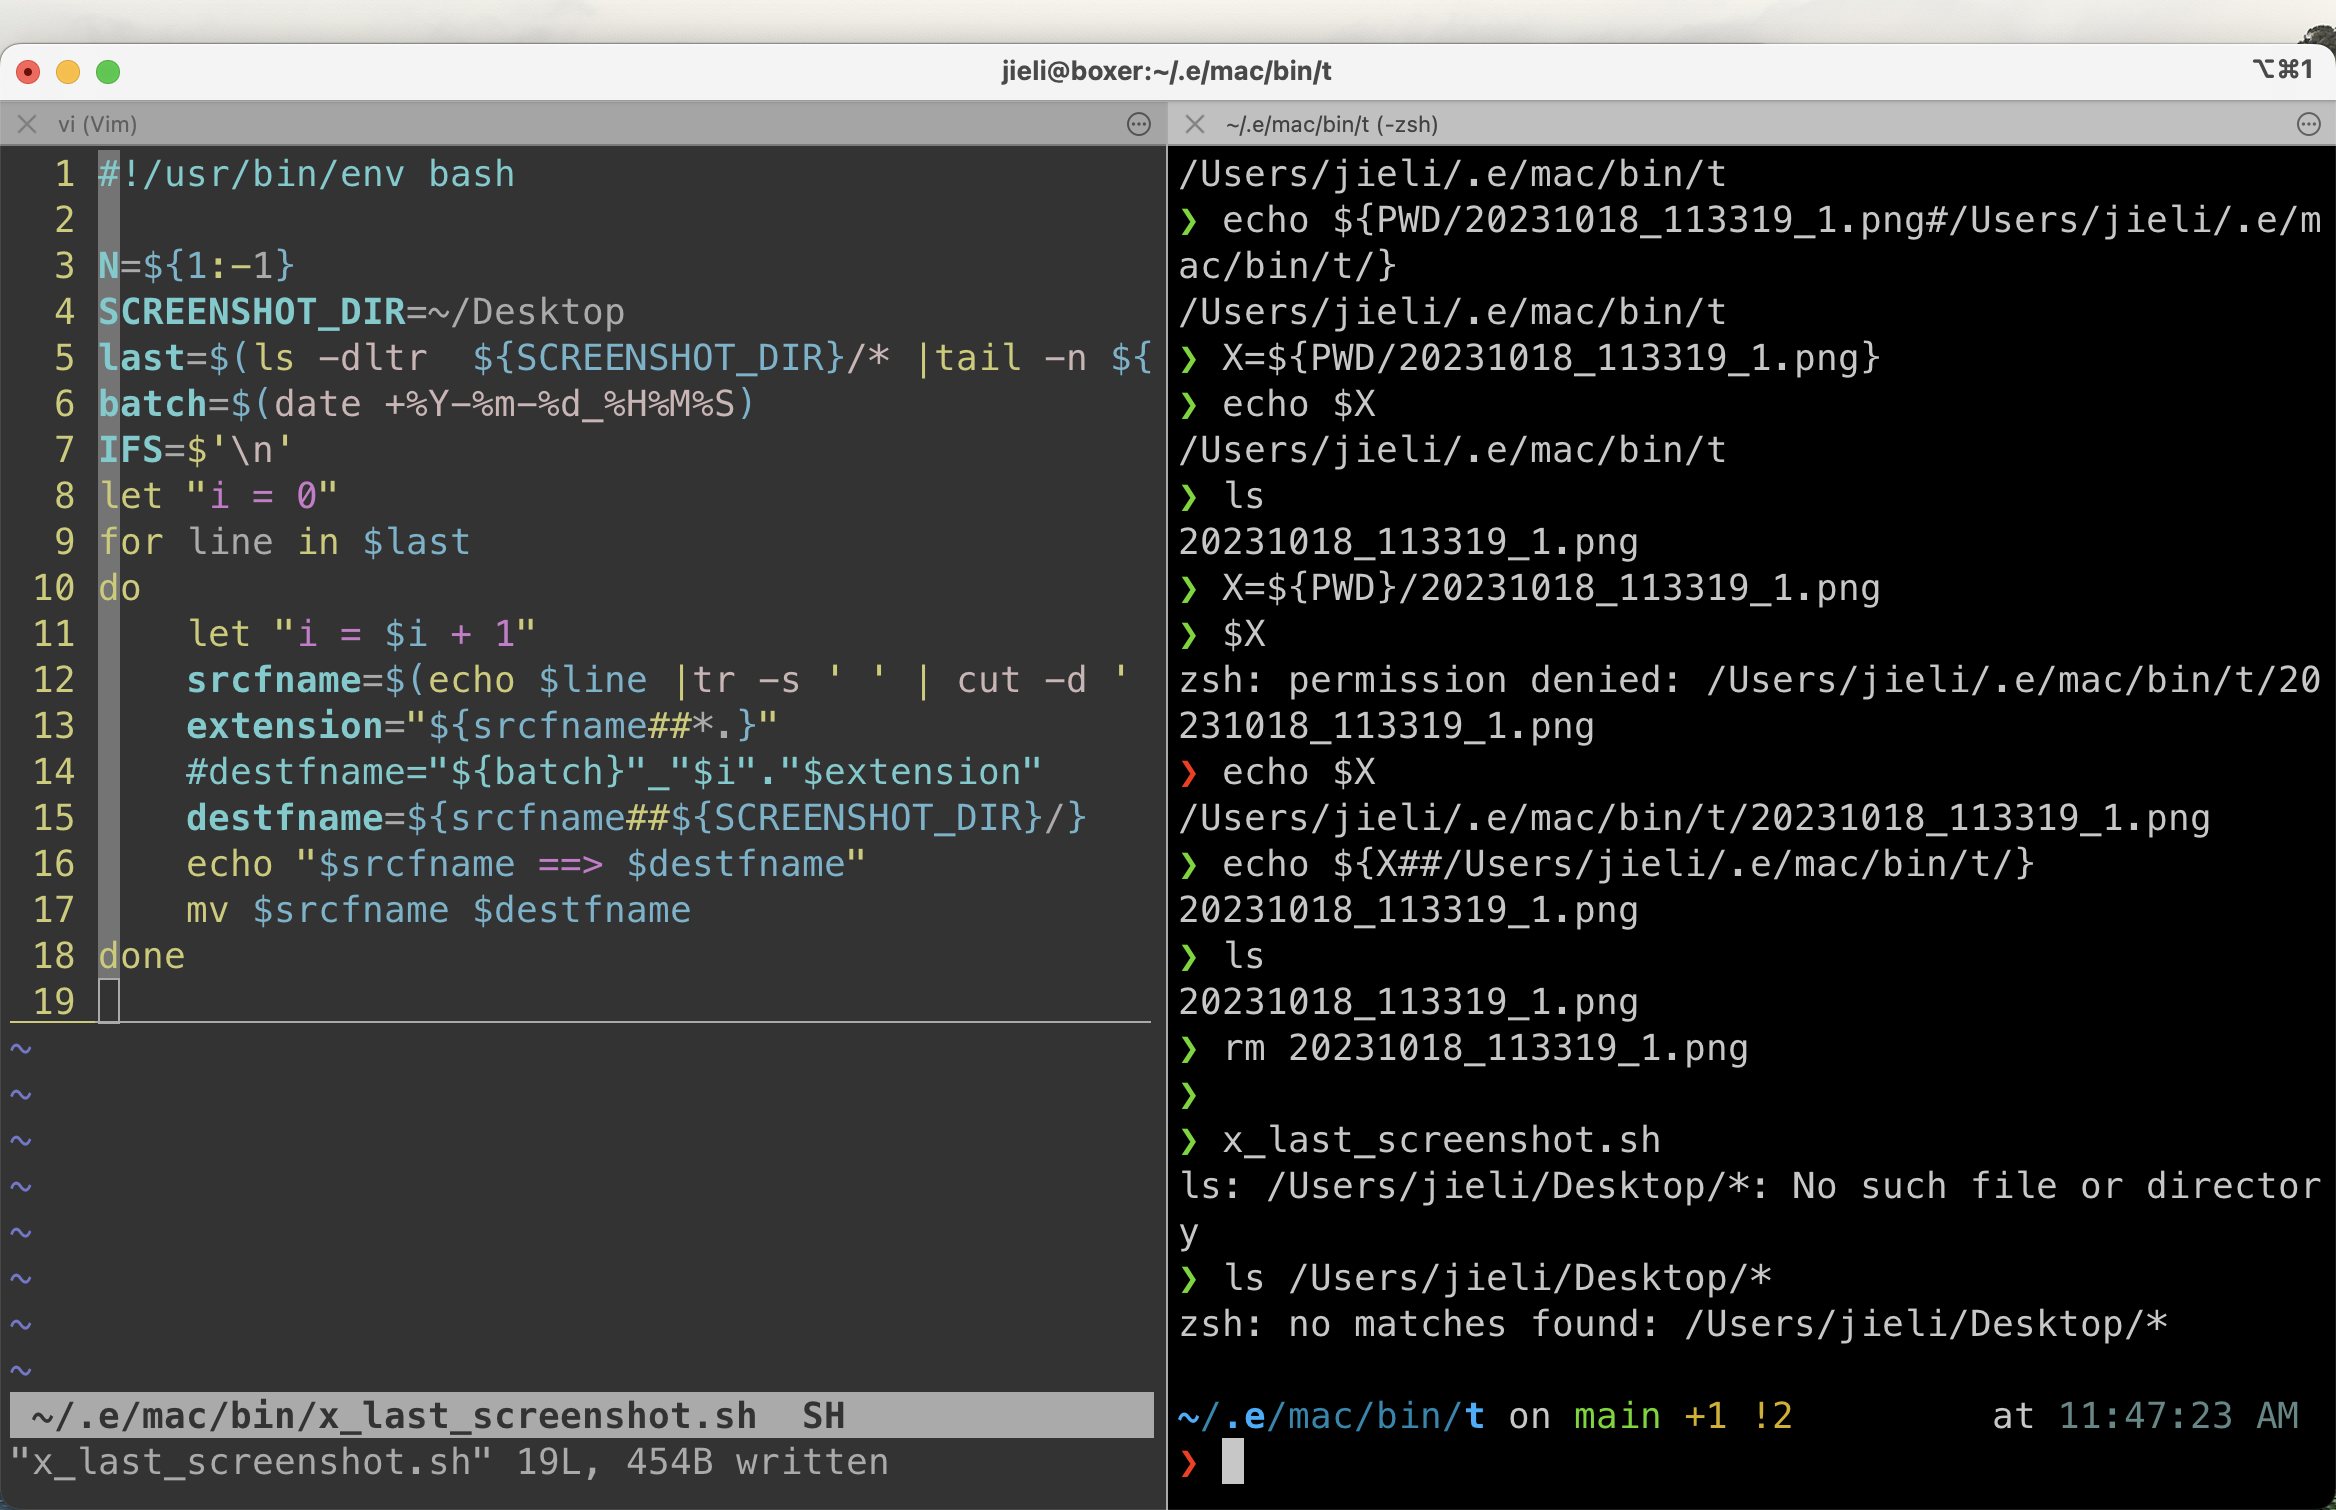 jieli@boxer:~/.e/mac/bin/t
⌥⌘1
vi (Vim)
1 #!/usr/bin/env bash
2
3 N=${1:-1}
4 SCREENSHOT_DIR=~/Desktop
5 last=$(ls -dltr  ${SCREENSHOT_DIR}/* |tail -n ${
6 batch=$(date +%Y-%m-%d_%H%M%S)
7 IFS=$'\n'
8 let "i = 0"
9 for line in $last
10 do
11     let "i = $i + 1"
12     srcfname=$(echo $line |tr -s ' ' | cut -d '
13     extension="${srcfname##*.}"
14     #destfname="${batch}"_"$i"."$extension"
15     destfname=${srcfname##${SCREENSHOT_DIR}/}
16     echo "$srcfname ==> $destfname"
17     mv $srcfname $destfname
18 done
19
~
~
~
~
~
~
~
~
~/.e/mac/bin/x_last_screenshot.sh  SH
"x_last_screenshot.sh" 19L, 454B written
~/.e/mac/bin/t (-zsh)
/Users/jieli/.e/mac/bin/t
❯ echo ${PWD/20231018_113319_1.png#/Users/jieli/.e/m
ac/bin/t/}
/Users/jieli/.e/mac/bin/t
❯ X=${PWD/20231018_113319_1.png}
❯ echo $X
/Users/jieli/.e/mac/bin/t
❯ ls
20231018_113319_1.png
❯ X=${PWD}/20231018_113319_1.png
❯ $X
zsh: permission denied: /Users/jieli/.e/mac/bin/t/20
231018_113319_1.png
❯ echo $X
/Users/jieli/.e/mac/bin/t/20231018_113319_1.png
❯ echo ${X##/Users/jieli/.e/mac/bin/t/}
20231018_113319_1.png
❯ ls
20231018_113319_1.png
❯ rm 20231018_113319_1.png
❯
❯ x_last_screenshot.sh
ls: /Users/jieli/Desktop/*: No such file or director
y
❯ ls /Users/jieli/Desktop/*
zsh: no matches found: /Users/jieli/Desktop/*
~/.e/mac/bin/t on main +1 !2 at 11:47:23 AM
❯